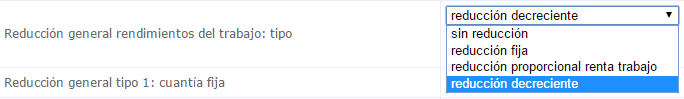 Reducción general rendimientos del trabajo: tipo
reducción decreciente
sin reducción
reducción fija
reducción proporcional renta trabajo
reducción decreciente
Reducción general tipo 1: cuantía fija